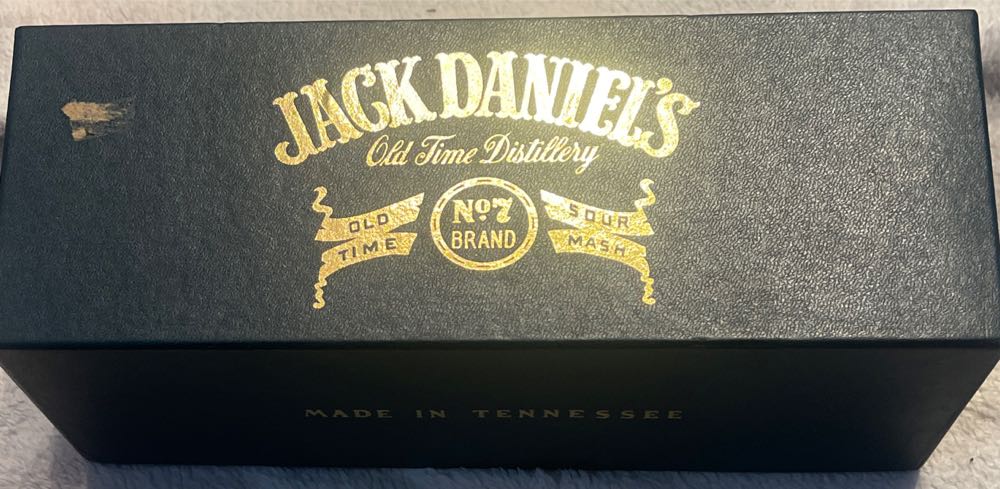 JACK DANIEL'S
Old Time Distillery
OLD TIME
Nº7 BRAND
SOUR MASH
MADE IN TENNESSEE